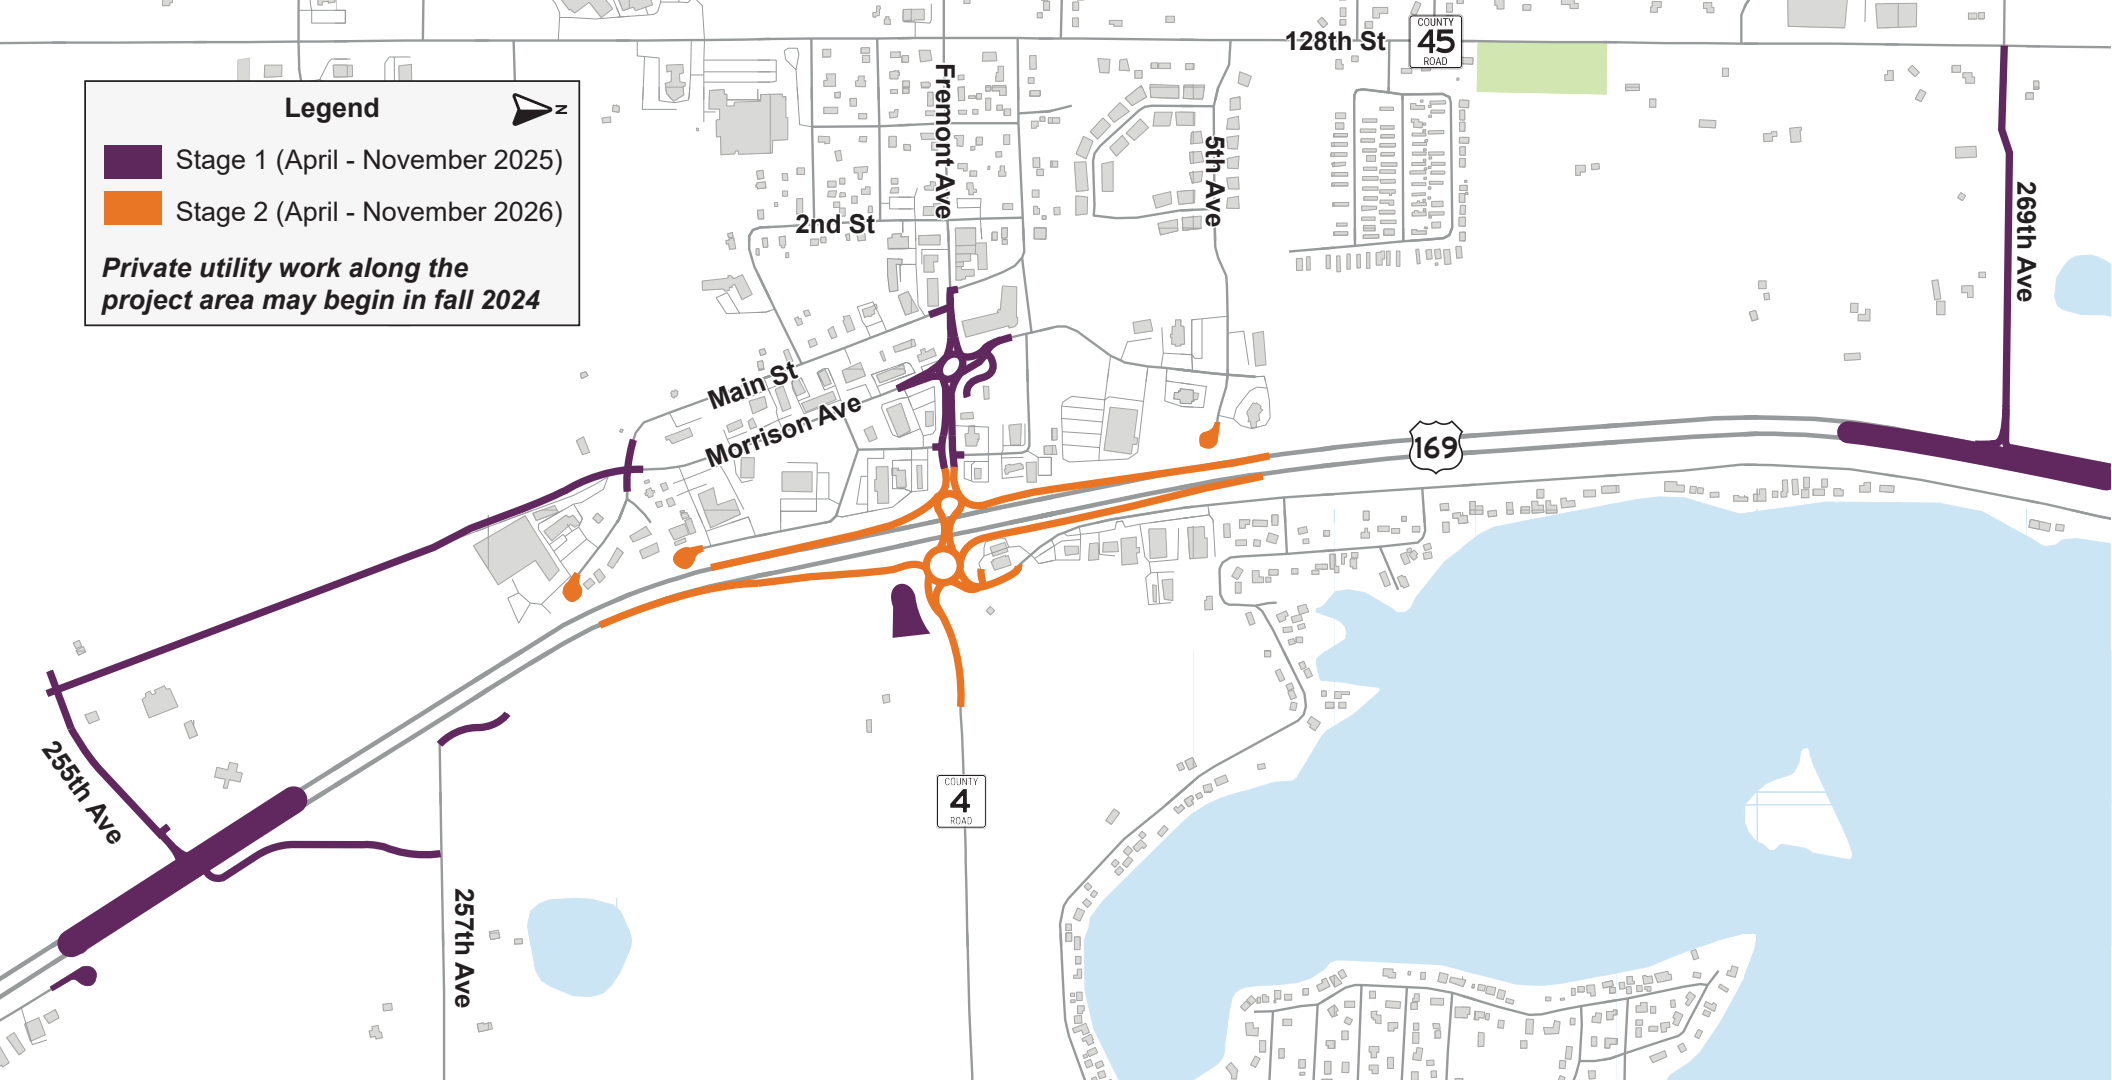 Legend
N
Stage 1 (April - November 2025)
Stage 2 (April - November 2026)
Private utility work along the
project area may begin in fall 2024
128th St
COUNTY
45
ROAD
Fremont Ave
5th Ave
2nd St
269th Ave
Main St
Morrison Ave
169
255th Ave
COUNTY
4
ROAD
257th Ave